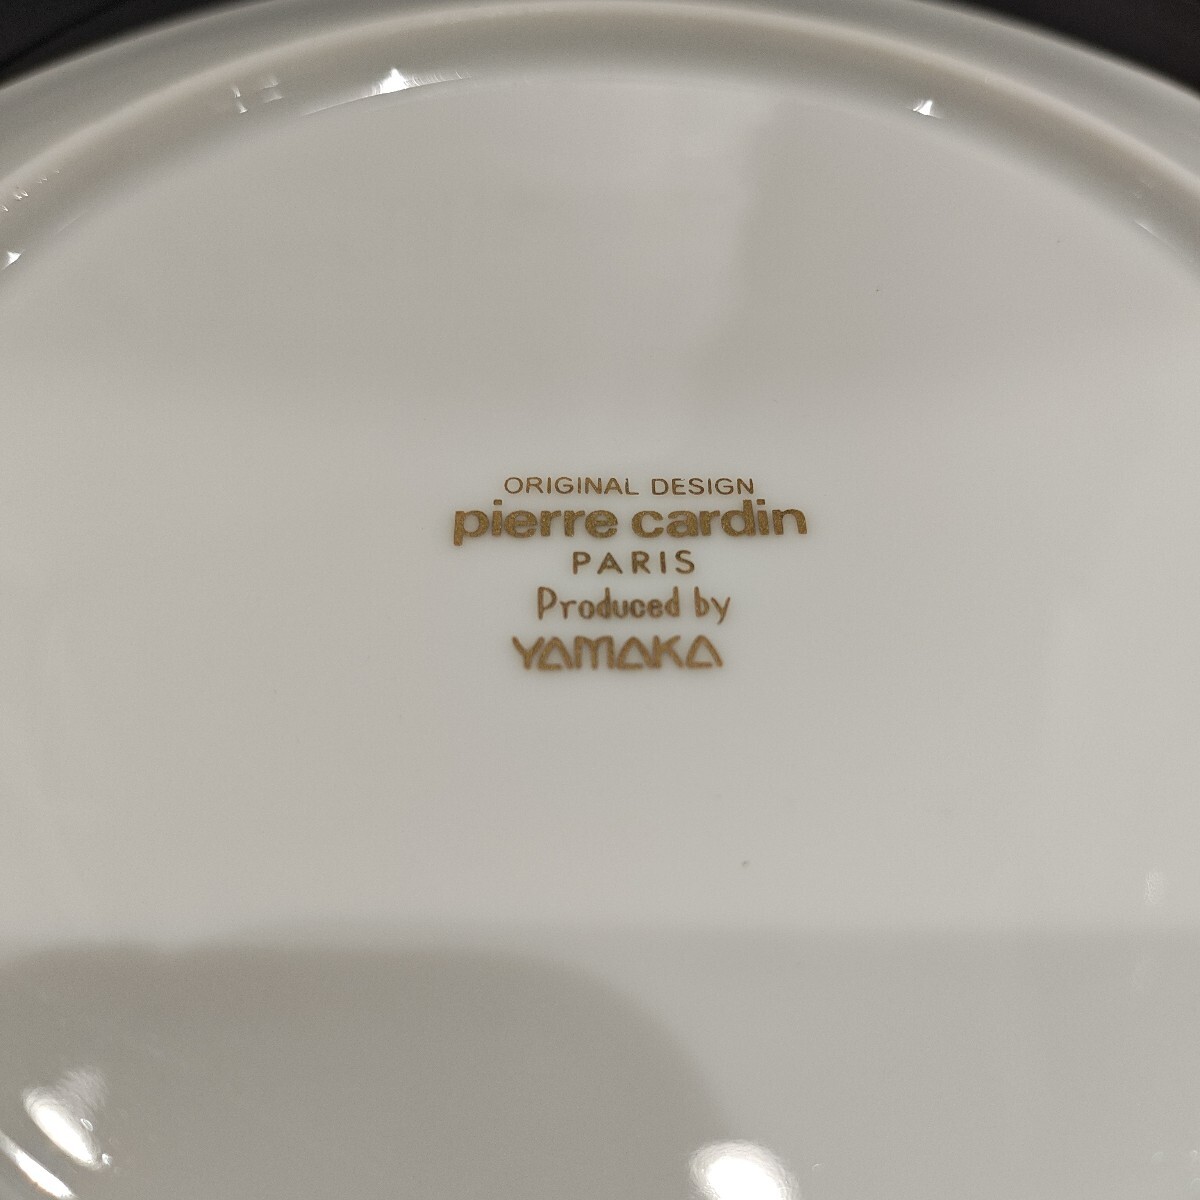 ORIGINAL DESIGN
pierre cardin
PARIS
Produced by
YAMAKA